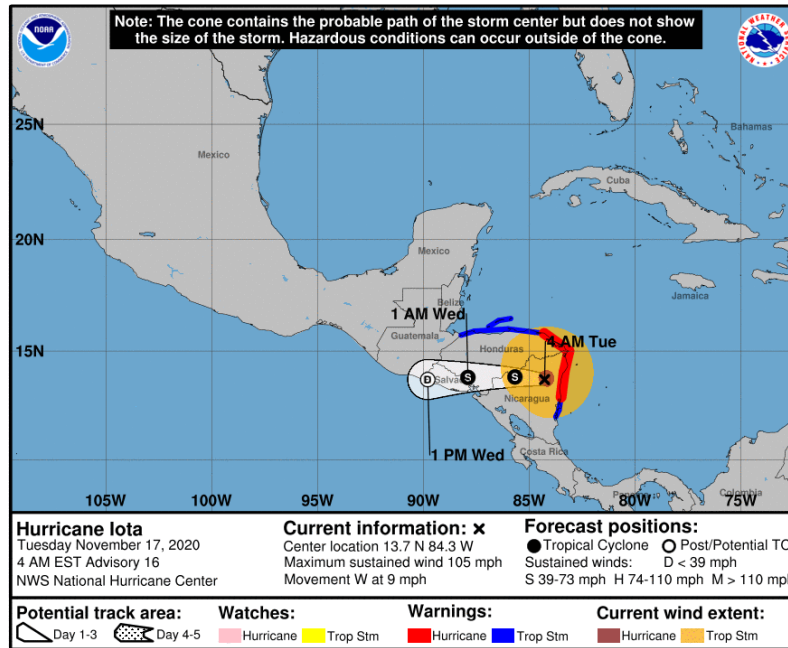 Note: The cone contains the probable path of the storm center but does not show
the size of the storm. Hazardous conditions can occur outside of the cone.
NOAA
NATIONAL WEATHER SERVICE
25N
Bahamas
Mexico
Cuba
20N
Mexico
Jamaica
Belize
1 AM Wed
Guatemala
4 AM Tue
15N
Honduras
D
Salva
S
S
Nicaragua
1 PM Wed
Costa Rica
105W
100W
95W
90W
85W
80W
75W
Colombia
Hurricane Iota
Tuesday November 17, 2020
4 AM EST Advisory 16
NWS National Hurricane Center
Current information: ×
Center location 13.7 N 84.3 W
Maximum sustained wind 105 mph
Movement W at 9 mph
Forecast positions:
Tropical Cyclone Post/Potential TC
Sustained winds: D < 39 mph
S 39-73 mph H 74-110 mph M > 110 mph
Potential track area:
Day 1-3 Day 4-5
Watches:
Hurricane Trop Stm
Warnings:
Hurricane Trop Stm
Current wind extent:
Hurricane Trop Stm